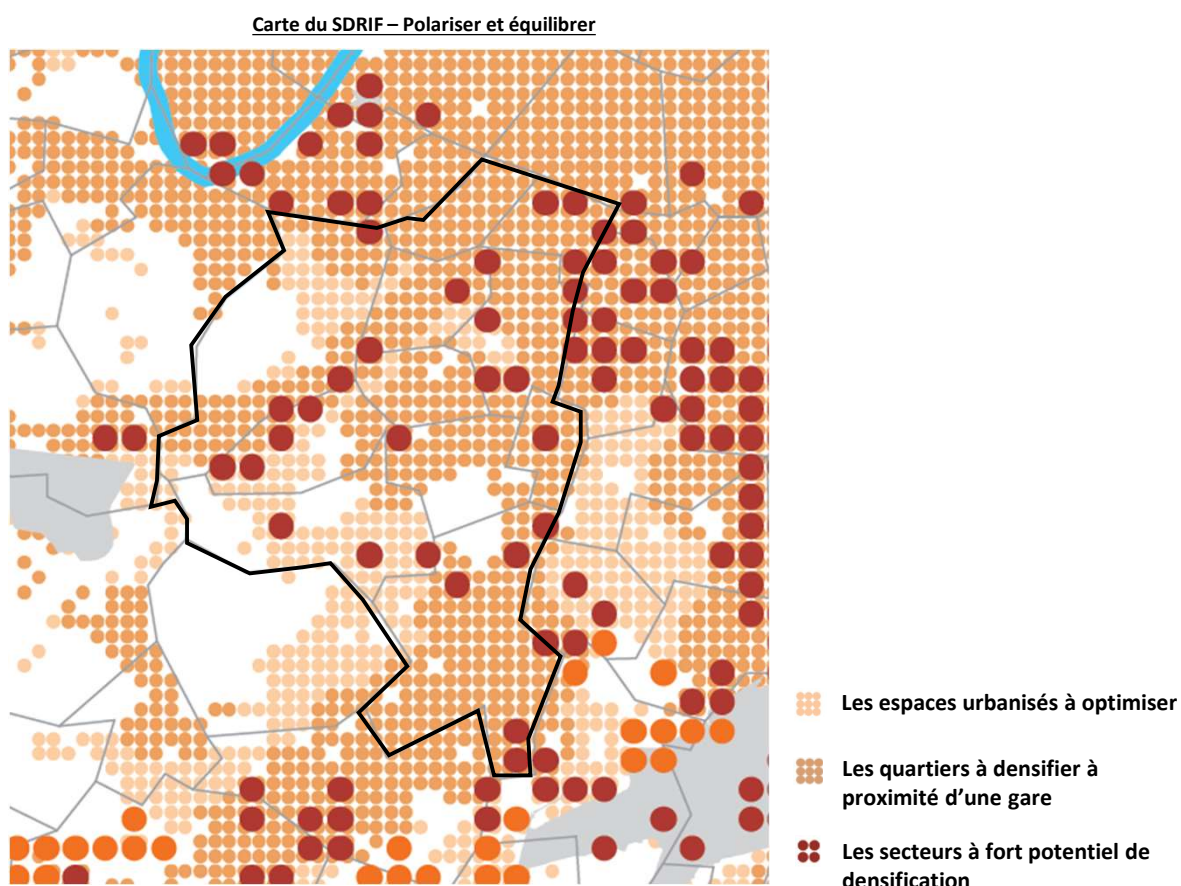 Carte du SDRIF – Polariser et équilibrer
Les espaces urbanisés à optimiser
Les quartiers à densifier à
proximité d'une gare
Les secteurs à fort potentiel de
densification